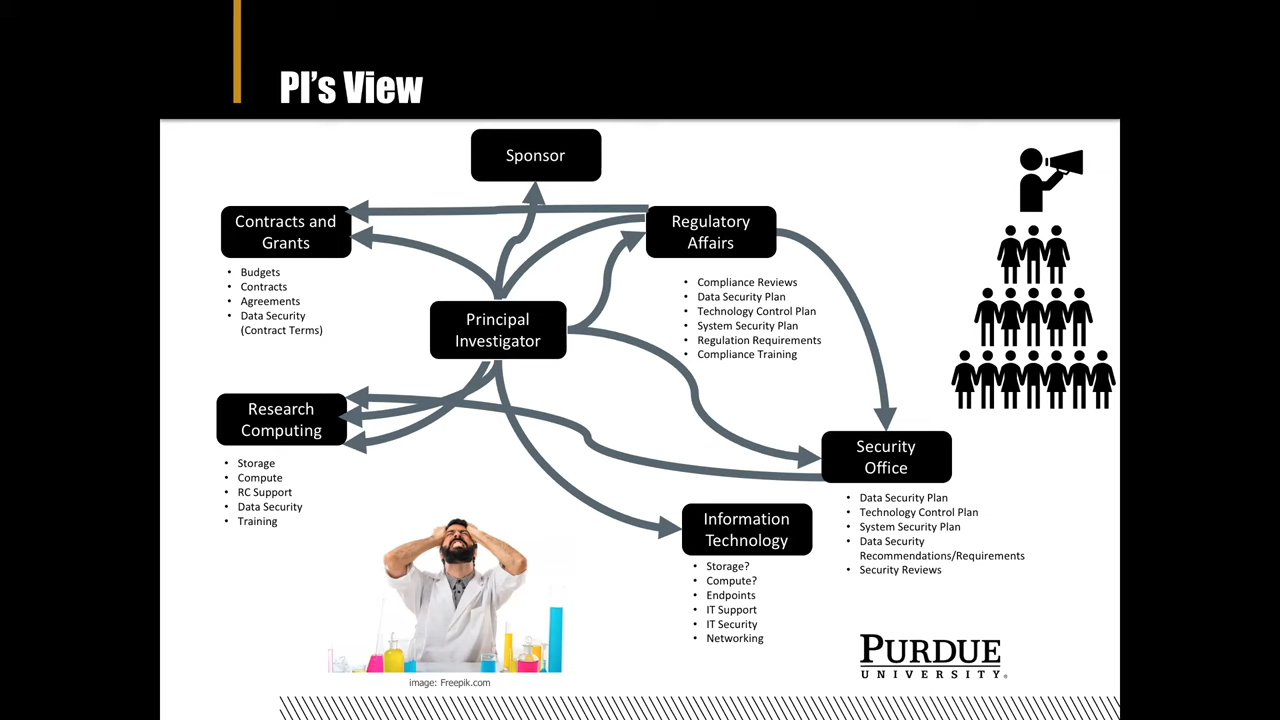 PI's View
Sponsor
Contracts and
Grants
• Budgets
• Contracts
• Agreements
• Data Security
(Contract Terms)
Regulatory
Affairs
• Compliance Reviews
• Data Security Plan
• Technology Control Plan
• System Security Plan
• Regulation Requirements
• Compliance Training
Principal
Investigator
Research
Computing
• Storage
• Compute
• RC Support
• Data Security
• Training
Security
Office
• Data Security Plan
• Technology Control Plan
• System Security Plan
• Data Security
Recommendations/Requirements
• Security Reviews
Information
Technology
• Storage?
• Compute?
• Endpoints
• IT Support
• IT Security
• Networking
image: Freepik.com
PURDUE
UNIVERSITY®